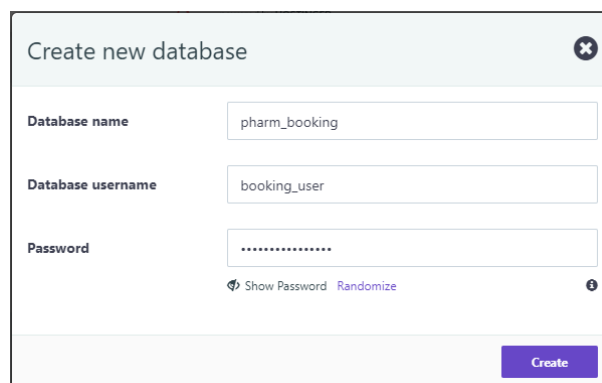 Create new database
Database name
pharm_booking
Database username
booking_user
Password
••••••••••••••••
Show Password Randomize
Create